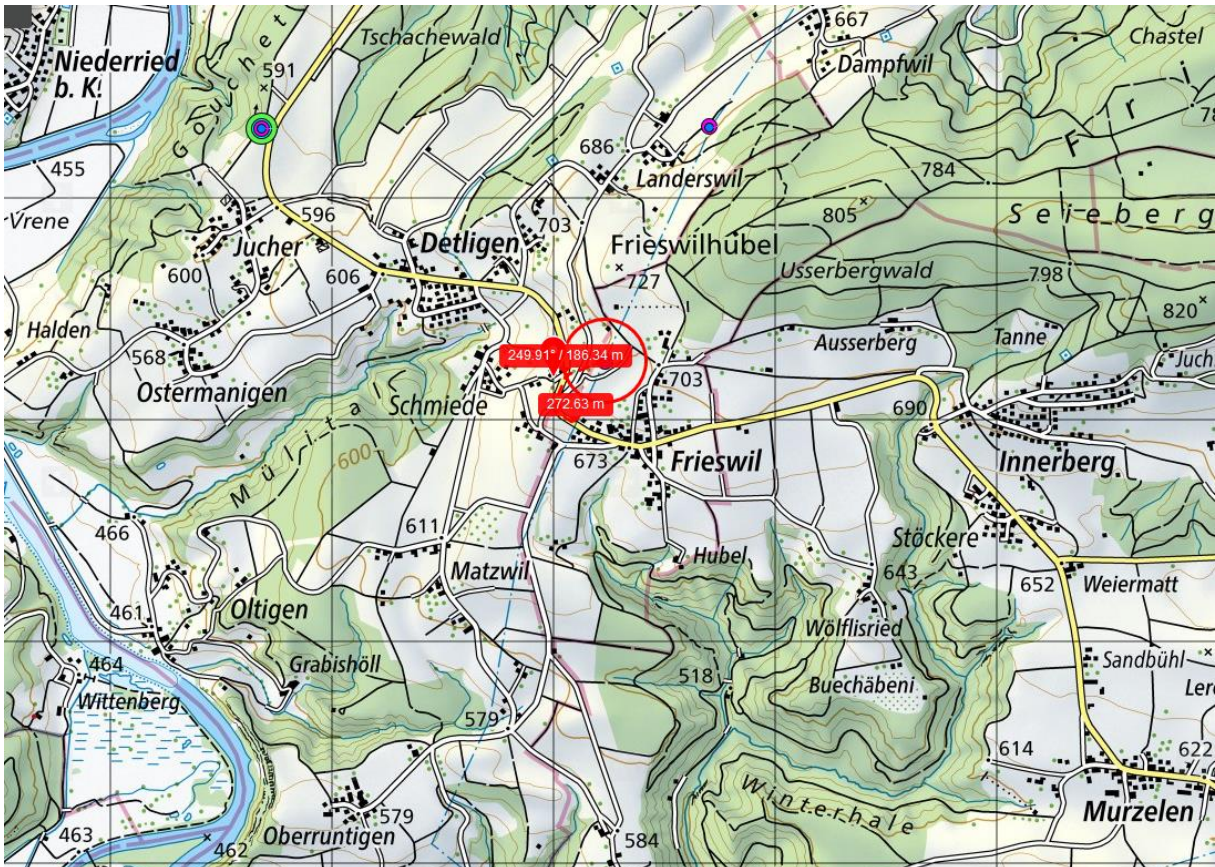 667
Chastel
Tschachewald
Niederried
b. K.
Dampfwil
591
Gouchet
Fri
455
686
Landerswil
784
Vrene
596
703
805
Seieberg
Jucher
Detligen
Frieswilhübel
600
606
727
Usserbergwald
798
820
Halden
Ausserberg
Tanne
249.91° / 186.34 m
568
Juch
Ostermanigen
703
Schmiede
272.63 m
690
Mülital
600
673
Frieswil
Innerberg
466
611
Stöckere
Hubel
Matzwil
643
652
Weiermatt
461
Oltigen
Wölflisried
464
Grabishöll
518
Sandbühl
Wittenberg
Buechäbeni
Lere
579
614
622
Winterhale
579
Murzelen
463
462
Oberruntigen
584